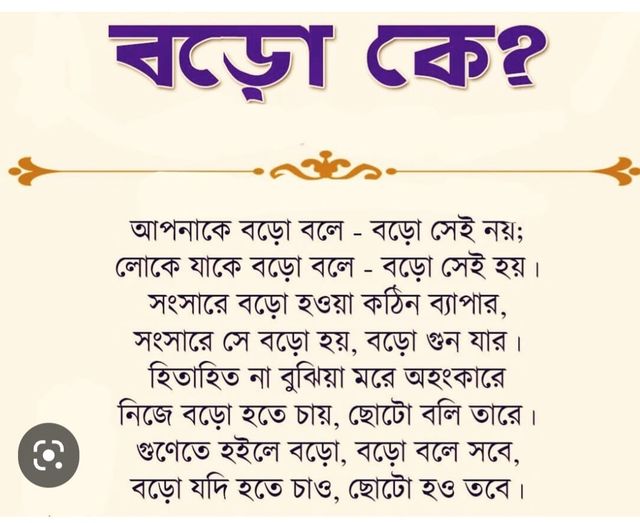 বড়ো কে?
আপনাকে বড়ো বলে - বড়ো সেই নয়;
লোকে যাকে বড়ো বলে - বড়ো সেই হয়।
সংসারে বড়ো হওয়া কঠিন ব্যাপার,
সংসারে সে বড়ো হয়, বড়ো গুন যার।
হিতাহিত না বুঝিয়া মরে অহংকারে
নিজে বড়ো হতে চায়, ছোটো বলি তারে।
গুণেতে হইলে বড়ো, বড়ো বলে সবে,
বড়ো যদি হতে চাও, ছোটো হও তবে।